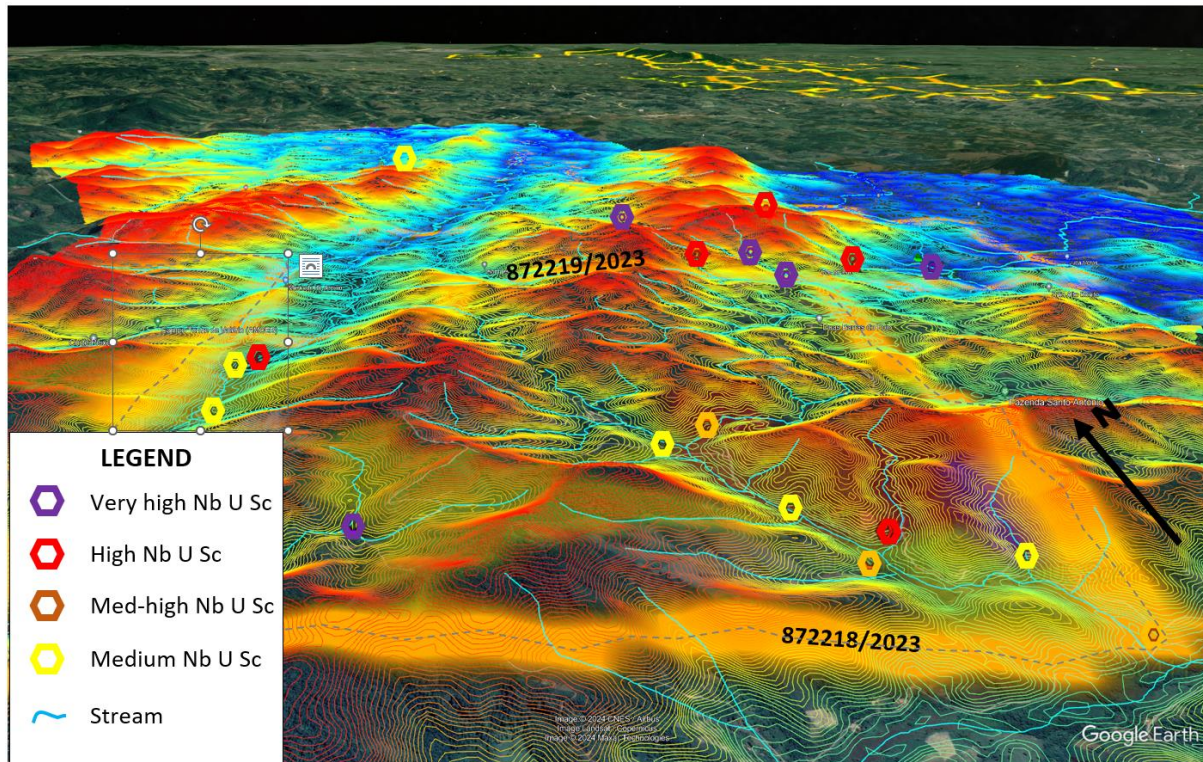 872219/2023
Fazenda Santo Antonio
N
872218/2023
LEGEND
Very high Nb U Sc
High Nb U Sc
Med-high Nb U Sc
Medium Nb U Sc
Stream
Image © 2024 CNES / Airbus
Image Landsat / Copernicus
Image © 2024 Maxar Technologies
Google Earth